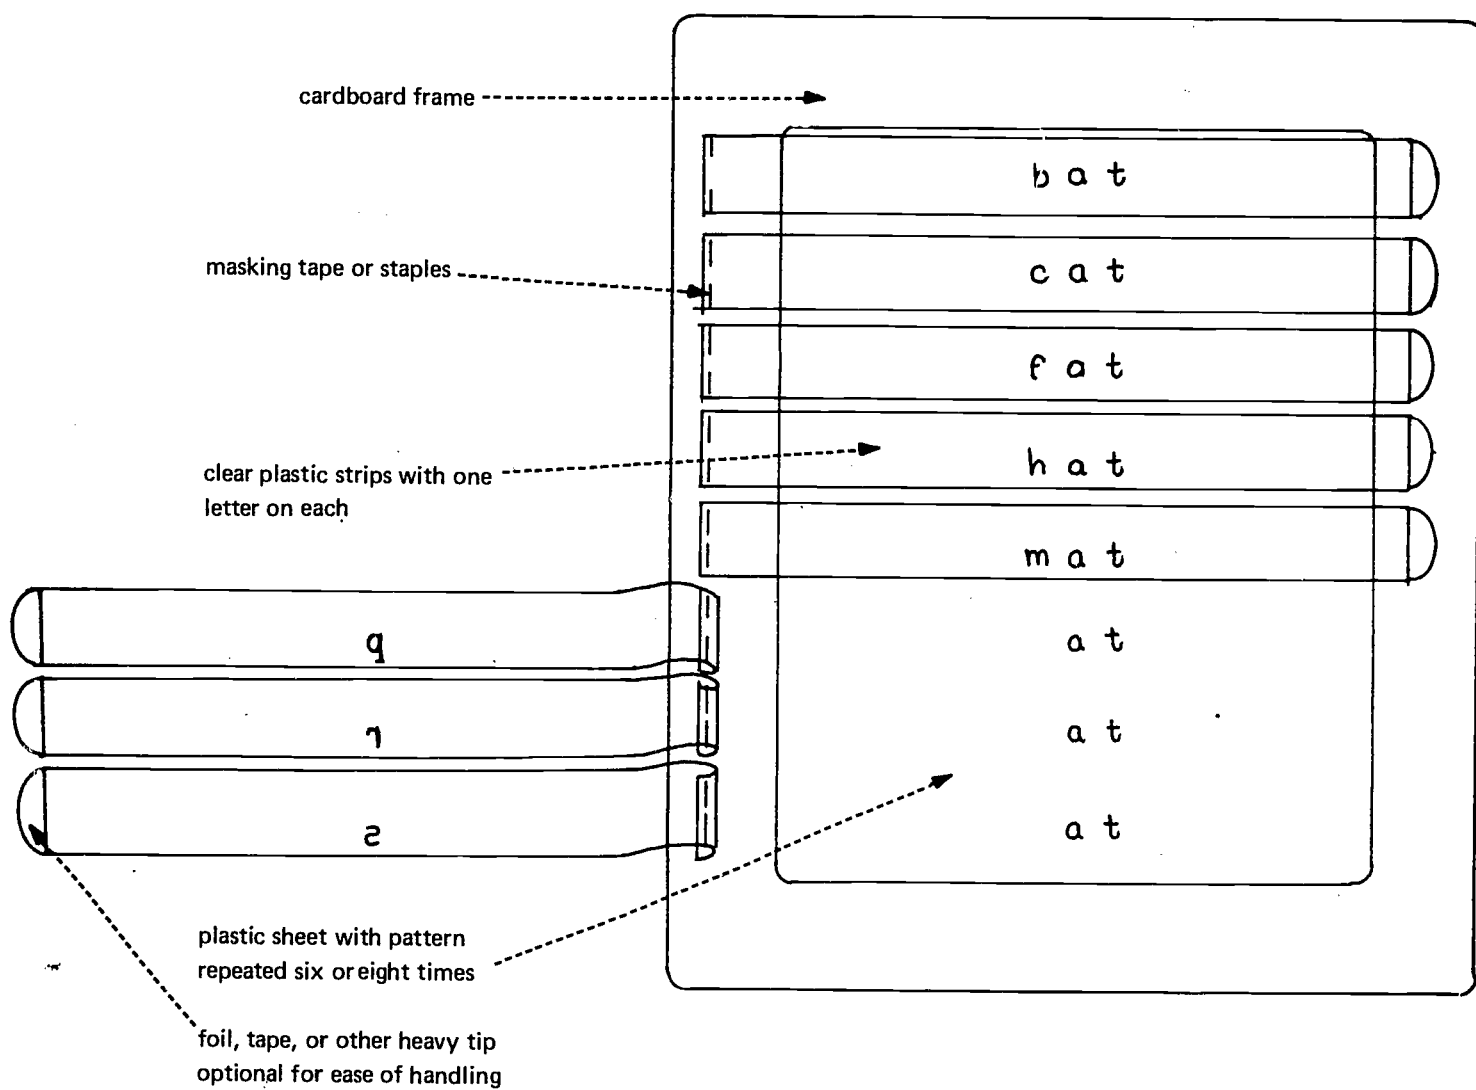 cardboard frame
b a t
masking tape or staples
c a t
f a t
clear plastic strips with one
letter on each
h a t
m a t
p
a t
r
a t
s
a t
plastic sheet with pattern
repeated six or eight times
foil, tape, or other heavy tip
optional for ease of handling